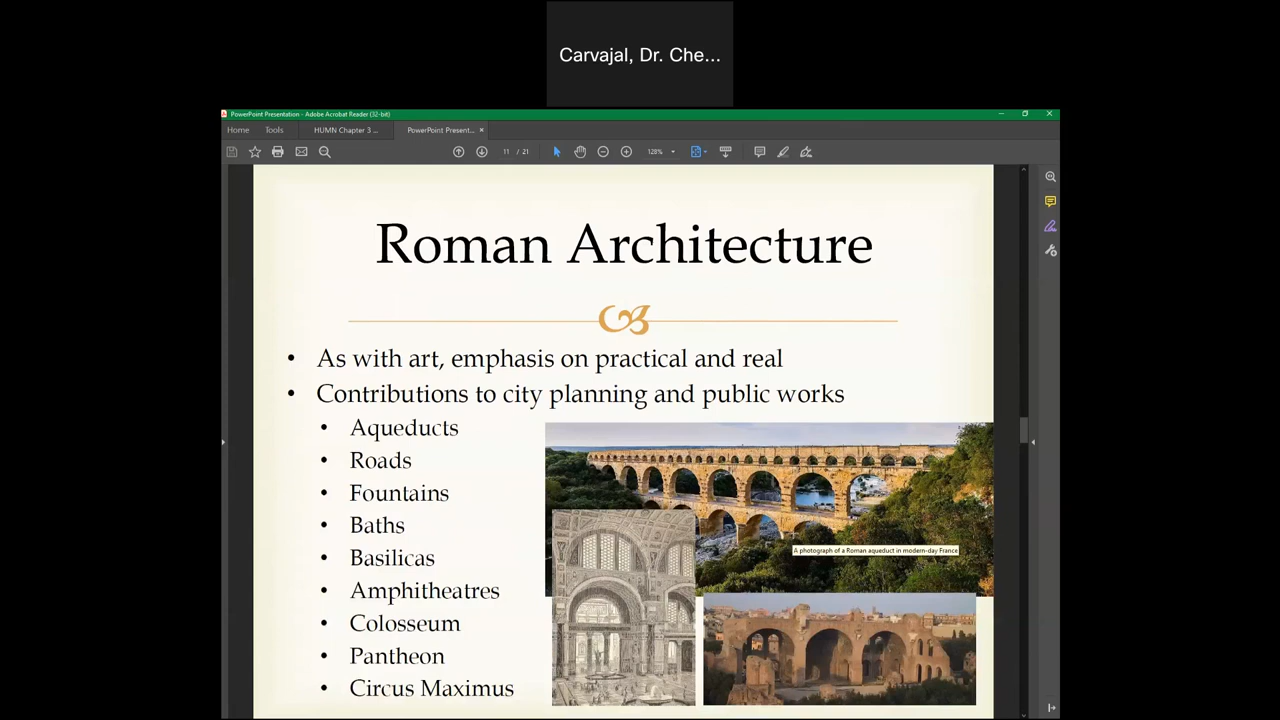 Carvajal, Dr. Che...
PowerPoint Presentation - Adobe Acrobat Reader (32-bit)
Home Tools HUMN Chapter 3 ... PowerPoint Present... ×
11 / 21 128%
Roman Architecture
• As with art, emphasis on practical and real
• Contributions to city planning and public works
• Aqueducts
• Roads
• Fountains
• Baths
• Basilicas
• Amphitheatres
• Colosseum
• Pantheon
• Circus Maximus
A photograph of a Roman aqueduct in modern-day France